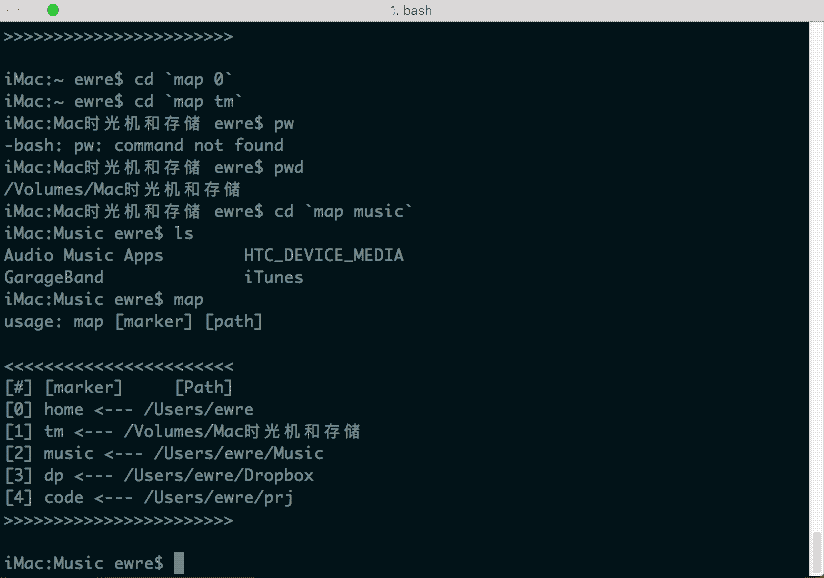 1. bash
>>>>>>>>>>>>>>>>>>>>>>>
iMac:~ ewre$ cd `map 0`
iMac:~ ewre$ cd `map tm`
iMac:Mac时光机和存储 ewre$ pw
-bash: pw: command not found
iMac:Mac时光机和存储 ewre$ pwd
/Volumes/Mac时光机和存储
iMac:Mac时光机和存储 ewre$ cd `map music`
iMac:Music ewre$ ls
Audio Music Apps        HTC_DEVICE_MEDIA
GarageBand              iTunes
iMac:Music ewre$ map
usage: map [marker] [path]
<<<<<<<<<<<<<<<<<<<<<<<
[#] [marker]     [Path]
[0] home <--- /Users/ewre
[1] tm <--- /Volumes/Mac时光机和存储
[2] music <--- /Users/ewre/Music
[3] dp <--- /Users/ewre/Dropbox
[4] code <--- /Users/ewre/prj
>>>>>>>>>>>>>>>>>>>>>>>
iMac:Music ewre$